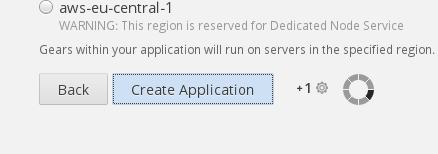 aws-eu-central-1
WARNING: This region is reserved for Dedicated Node Service
Gears within your application will run on servers in the specified region.
Back Create Application +1